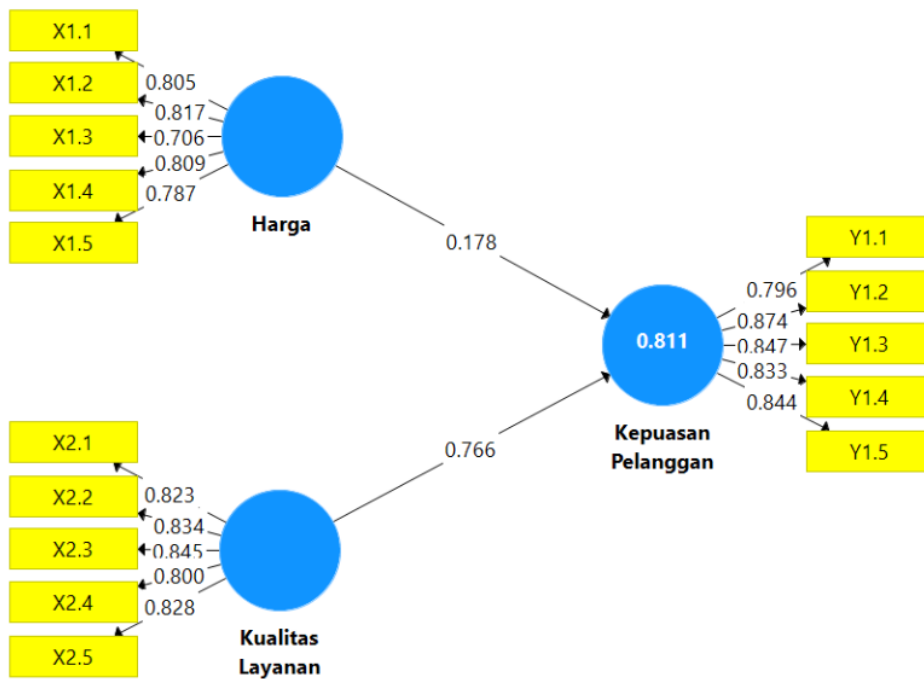 X1.1
X1.2
X1.3
X1.4
X1.5
0.805
0.817
0.706
0.809
0.787
Harga
0.178
X2.1
X2.2
X2.3
X2.4
X2.5
0.823
0.834
0.845
0.800
0.828
Kualitas
Layanan
0.766
0.811
Kepuasan
Pelanggan
0.796
0.874
0.847
0.833
0.844
Y1.1
Y1.2
Y1.3
Y1.4
Y1.5